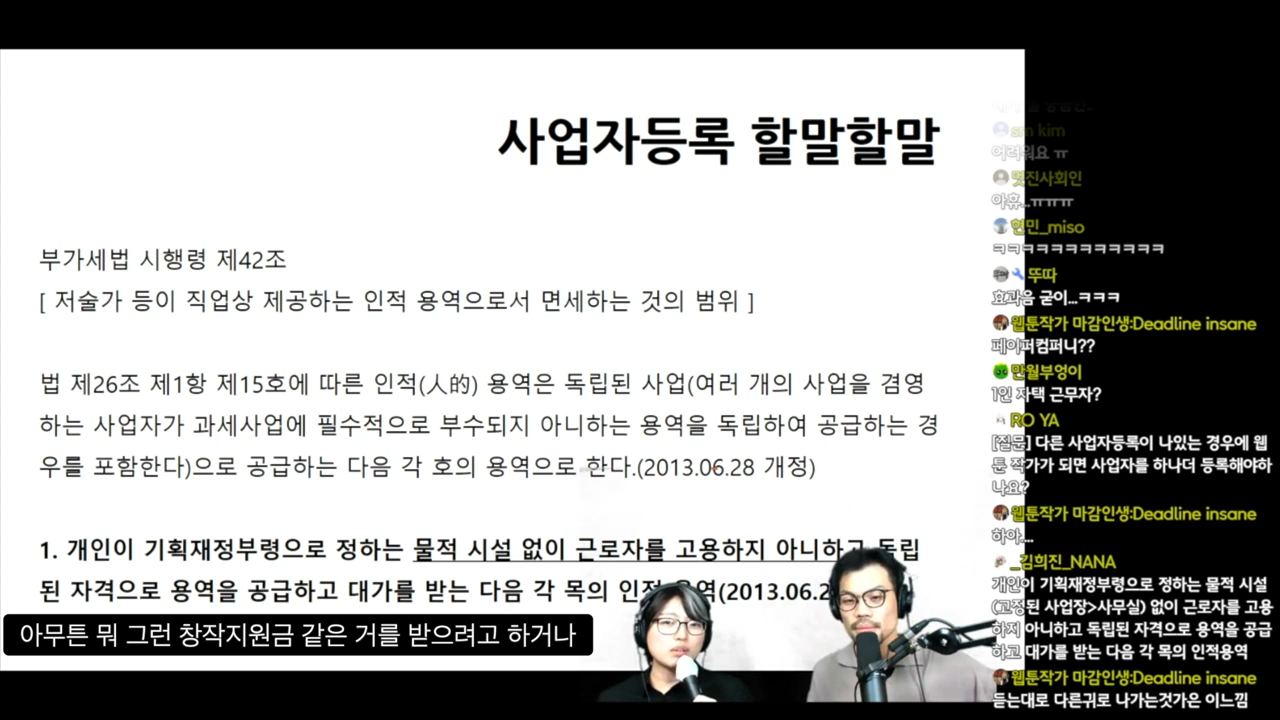 사업자등록 할말할말
부가세법 시행령 제42조
[ 저술가 등이 직업상 제공하는 인적 용역으로서 면세하는 것의 범위 ]
법 제26조 제1항 제15호에 따른 인적(人的) 용역은 독립된 사업(여러 개의 사업을 겸영
하는 사업자가 과세사업에 필수적으로 부수되지 아니하는 용역을 독립하여 공급하는 경
우를 포함한다)으로 공급하는 다음 각 호의 용역으로 한다.(2013.06.28 개정)
1. 개인이 기획재정부령으로 정하는 물적 시설 없이 근로자를 고용하지 아니하고 독립
된 자격으로 용역을 공급하고 대가를 받는 다음 각 목의 인적 용역(2013.06.2
아무튼 뭐 그런 창작지원금 같은 거를 받으려고 하거나
sm kim
어려워요 ㅠ
멋진사회인
아휴...ㅠㅠㅠ
현민_miso
ㅋㅋㅋㅋㅋㅋㅋㅋㅋㅋㅋ
뚜따
효과음 굳이...ㅋㅋㅋ
웹툰작가 마감인생:Deadline insane
페이퍼컴퍼니??
만월부엉이
1인 자택 근무자?
RO YA
[질문] 다른 사업자등록이 나있는 경우에 웹
툰 작가가 되면 사업자를 하나더 등록해야하
나요?
웹툰작가 마감인생:Deadline insane
하아....
_김희진_NANA
개인이 기획재정부령으로 정하는 물적 시설
(고정된 사업장>사무실) 없이 근로자를 고용
하지 아니하고 독립된 자격으로 용역을 공급
하고 대가를 받는 다음 각 목의 인적용역
웹툰작가 마감인생:Deadline insane
듣는대로 다른귀로 나가는것가은 이느낌